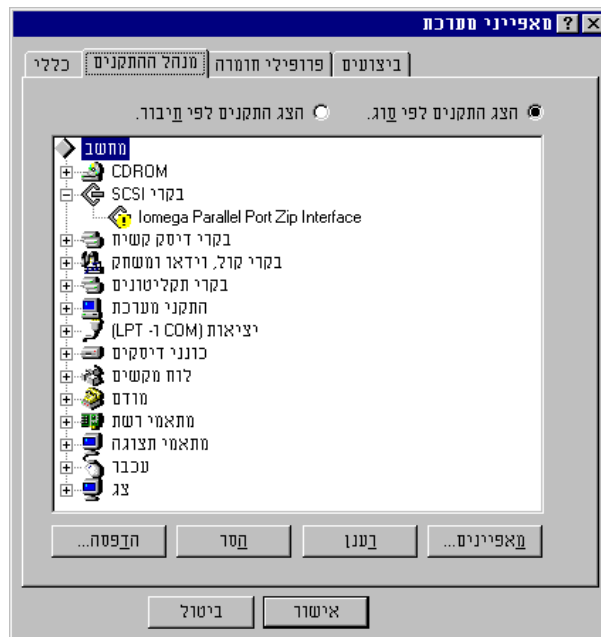 מאפייני מערכת
כללי
מנהל ההתקנים
פרופילי חומרה
ביצועים
הצג התקנים לפי סוג.
הצג התקנים לפי חיבור.
מחשב
CDROM
בקרי SCSI
Iomega Parallel Port Zip Interface
בקרי דיסק קשיח
בקרי קול, וידאו ומשחק
בקרי תקליטונים
התקני מערכת
יציאות (COM ו- LPT)
כונני דיסקים
לוח מקשים
מודם
מתאמי רשת
מתאמי תצוגה
עכבר
צג
מאפיינים...
רענן
הסר
הדפסה...
אישור
ביטול